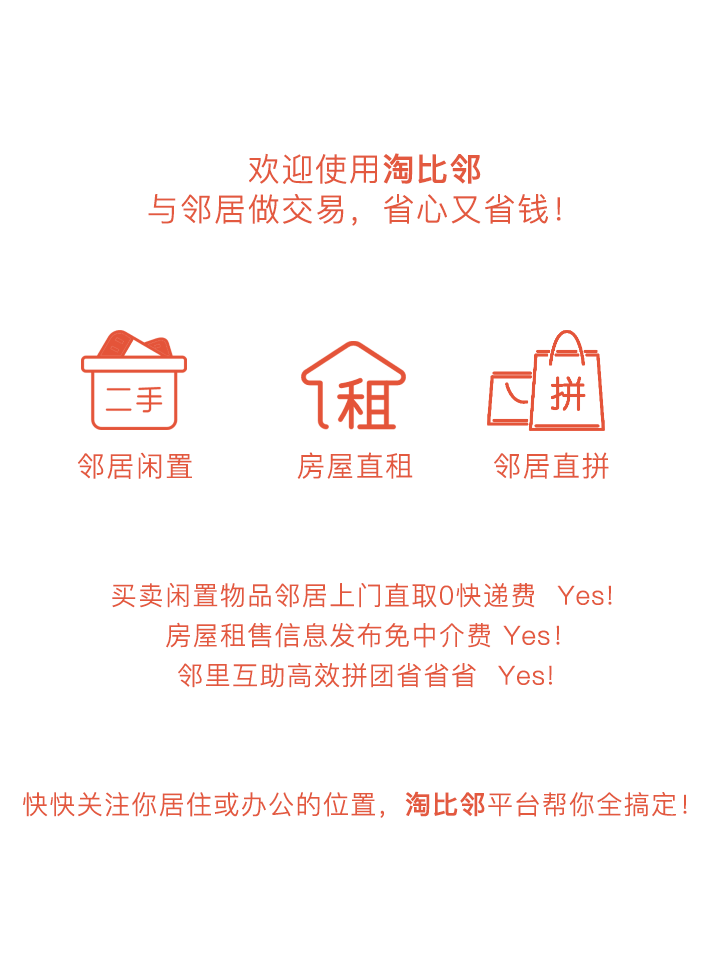 欢迎使用淘比邻
与邻居做交易，省心又省钱！
二手
租
拼
邻居闲置
房屋直租
邻居直拼
买卖闲置物品邻居上门直取0快递费 Yes!
房屋租售信息发布免中介费 Yes!
邻里互助高效拼团省省省 Yes!
快快关注你居住或办公的位置，淘比邻平台帮你全搞定！